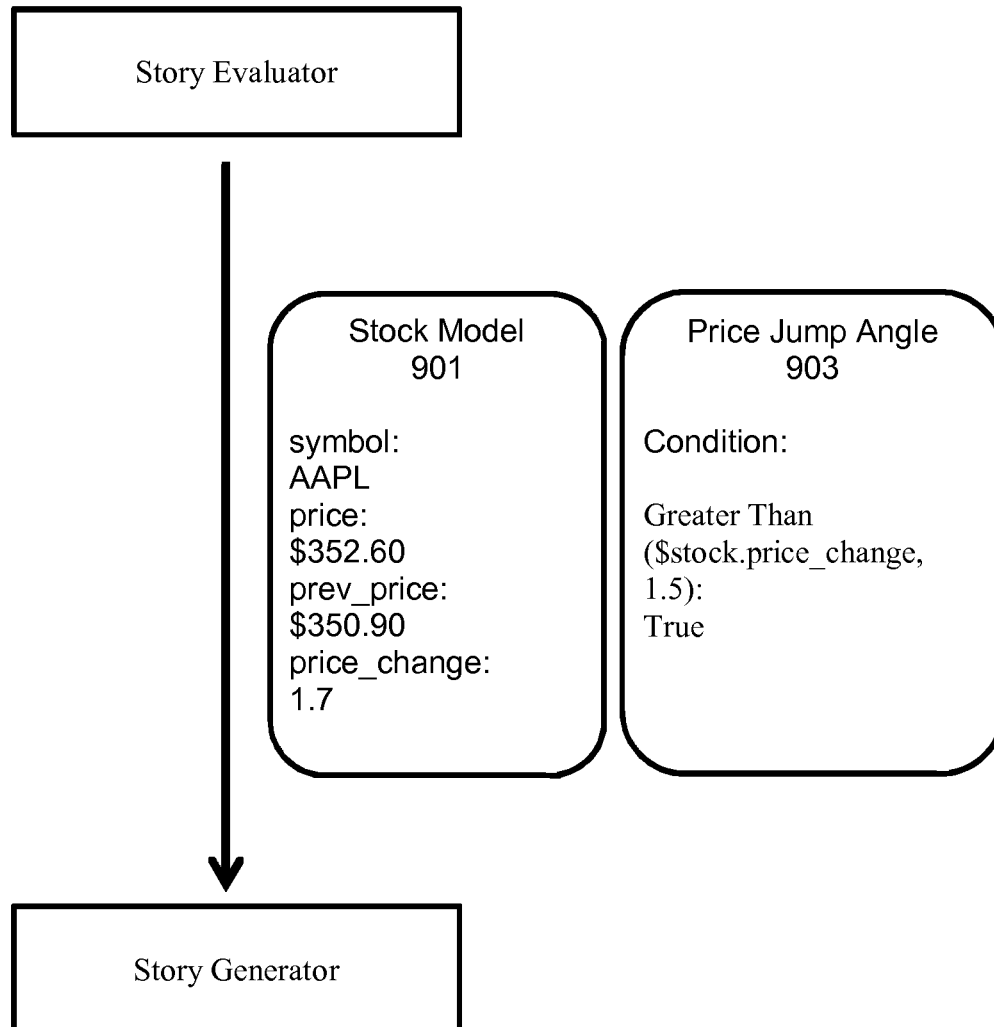 Story Evaluator
Stock Model
901
symbol:
AAPL
price:
$352.60
prev_price:
$350.90
price_change:
1.7
Price Jump Angle
903
Condition:
Greater Than
($stock.price_change,
1.5):
True
Story Generator